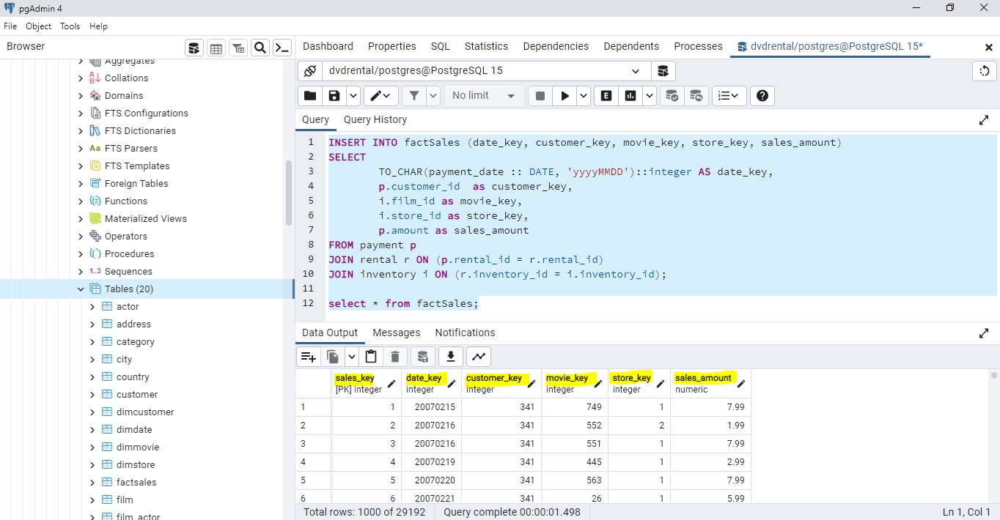 pgAdmin 4
File Object Tools Help
Browser
Dashboard Properties SQL Statistics Dependencies Dependents Processes dvdrental/postgres@PostgreSQL 15*
Aggregates
Collations
Domains
FTS Configurations
FTS Dictionaries
Aa FTS Parsers
FTS Templates
Foreign Tables
Functions
Materialized Views
Operators
Procedures
1..3 Sequences
Tables (20)
actor
address
category
city
country
customer
dimcustomer
dimdate
dimmovie
dimstore
factsales
film
film_actor
dvdrental/postgres@PostgreSQL 15
No limit
E
Query Query History
1 INSERT INTO factSales (date_key, customer_key, movie_key, store_key, sales_amount)
2 SELECT
3 TO_CHAR(payment_date :: DATE, 'yyyyMMDD')::integer AS date_key,
4 p.customer_id  as customer_key,
5 i.film_id as movie_key,
6 i.store_id as store_key,
7 p.amount as sales_amount
8 FROM payment p
9 JOIN rental r ON (p.rental_id = r.rental_id)
10 JOIN inventory i ON (r.inventory_id = i.inventory_id);
11
12 select * from factSales;
Data Output Messages Notifications
sales_key date_key customer_key movie_key store_key sales_amount
[PK] integer integer integer integer integer numeric
1 1 20070215 341 749 1 7.99
2 2 20070216 341 552 2 1.99
3 3 20070216 341 551 1 7.99
4 4 20070219 341 445 1 2.99
5 5 20070220 341 563 1 7.99
6 6 20070221 341 26 1 5.99
Total rows: 1000 of 29192 Query complete 00:00:01.498 Ln 1, Col 1